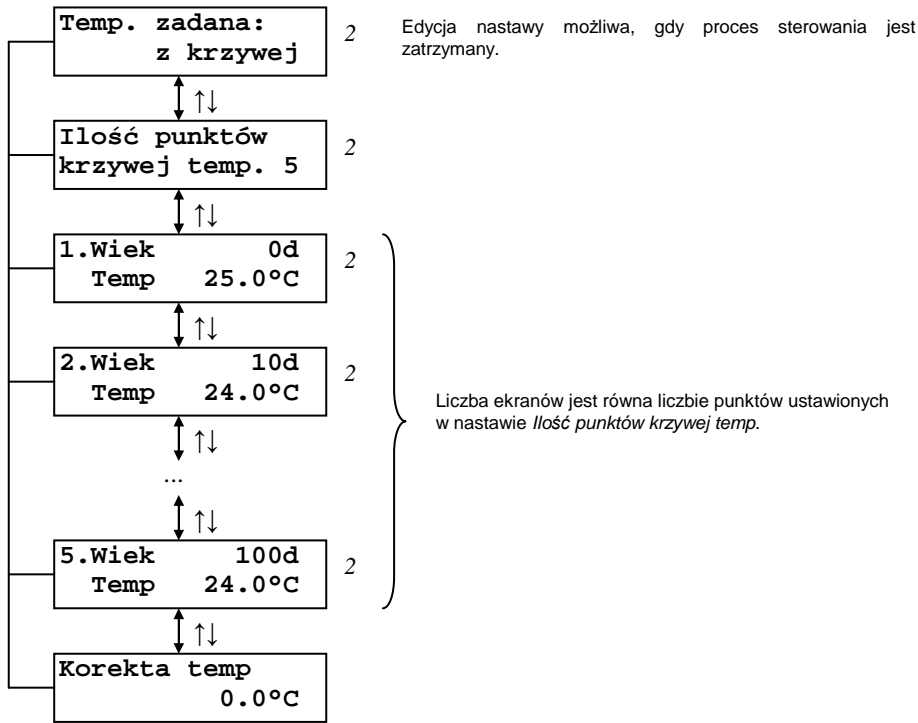 Temp. zadana:
z krzywej
2
Edycja nastawy możliwa, gdy proces sterowania jest
zatrzymany.
↑↓
Ilość punktów
krzywej temp. 5
2
↑↓
1.Wiek 0d
Temp 25.0°C
2
↑↓
2.Wiek 10d
Temp 24.0°C
2
Liczba ekranów jest równa liczbie punktów ustawionych
w nastawie Ilość punktów krzywej temp.
↑↓
...
↑↓
5.Wiek 100d
Temp 24.0°C
2
↑↓
Korekta temp
0.0°C